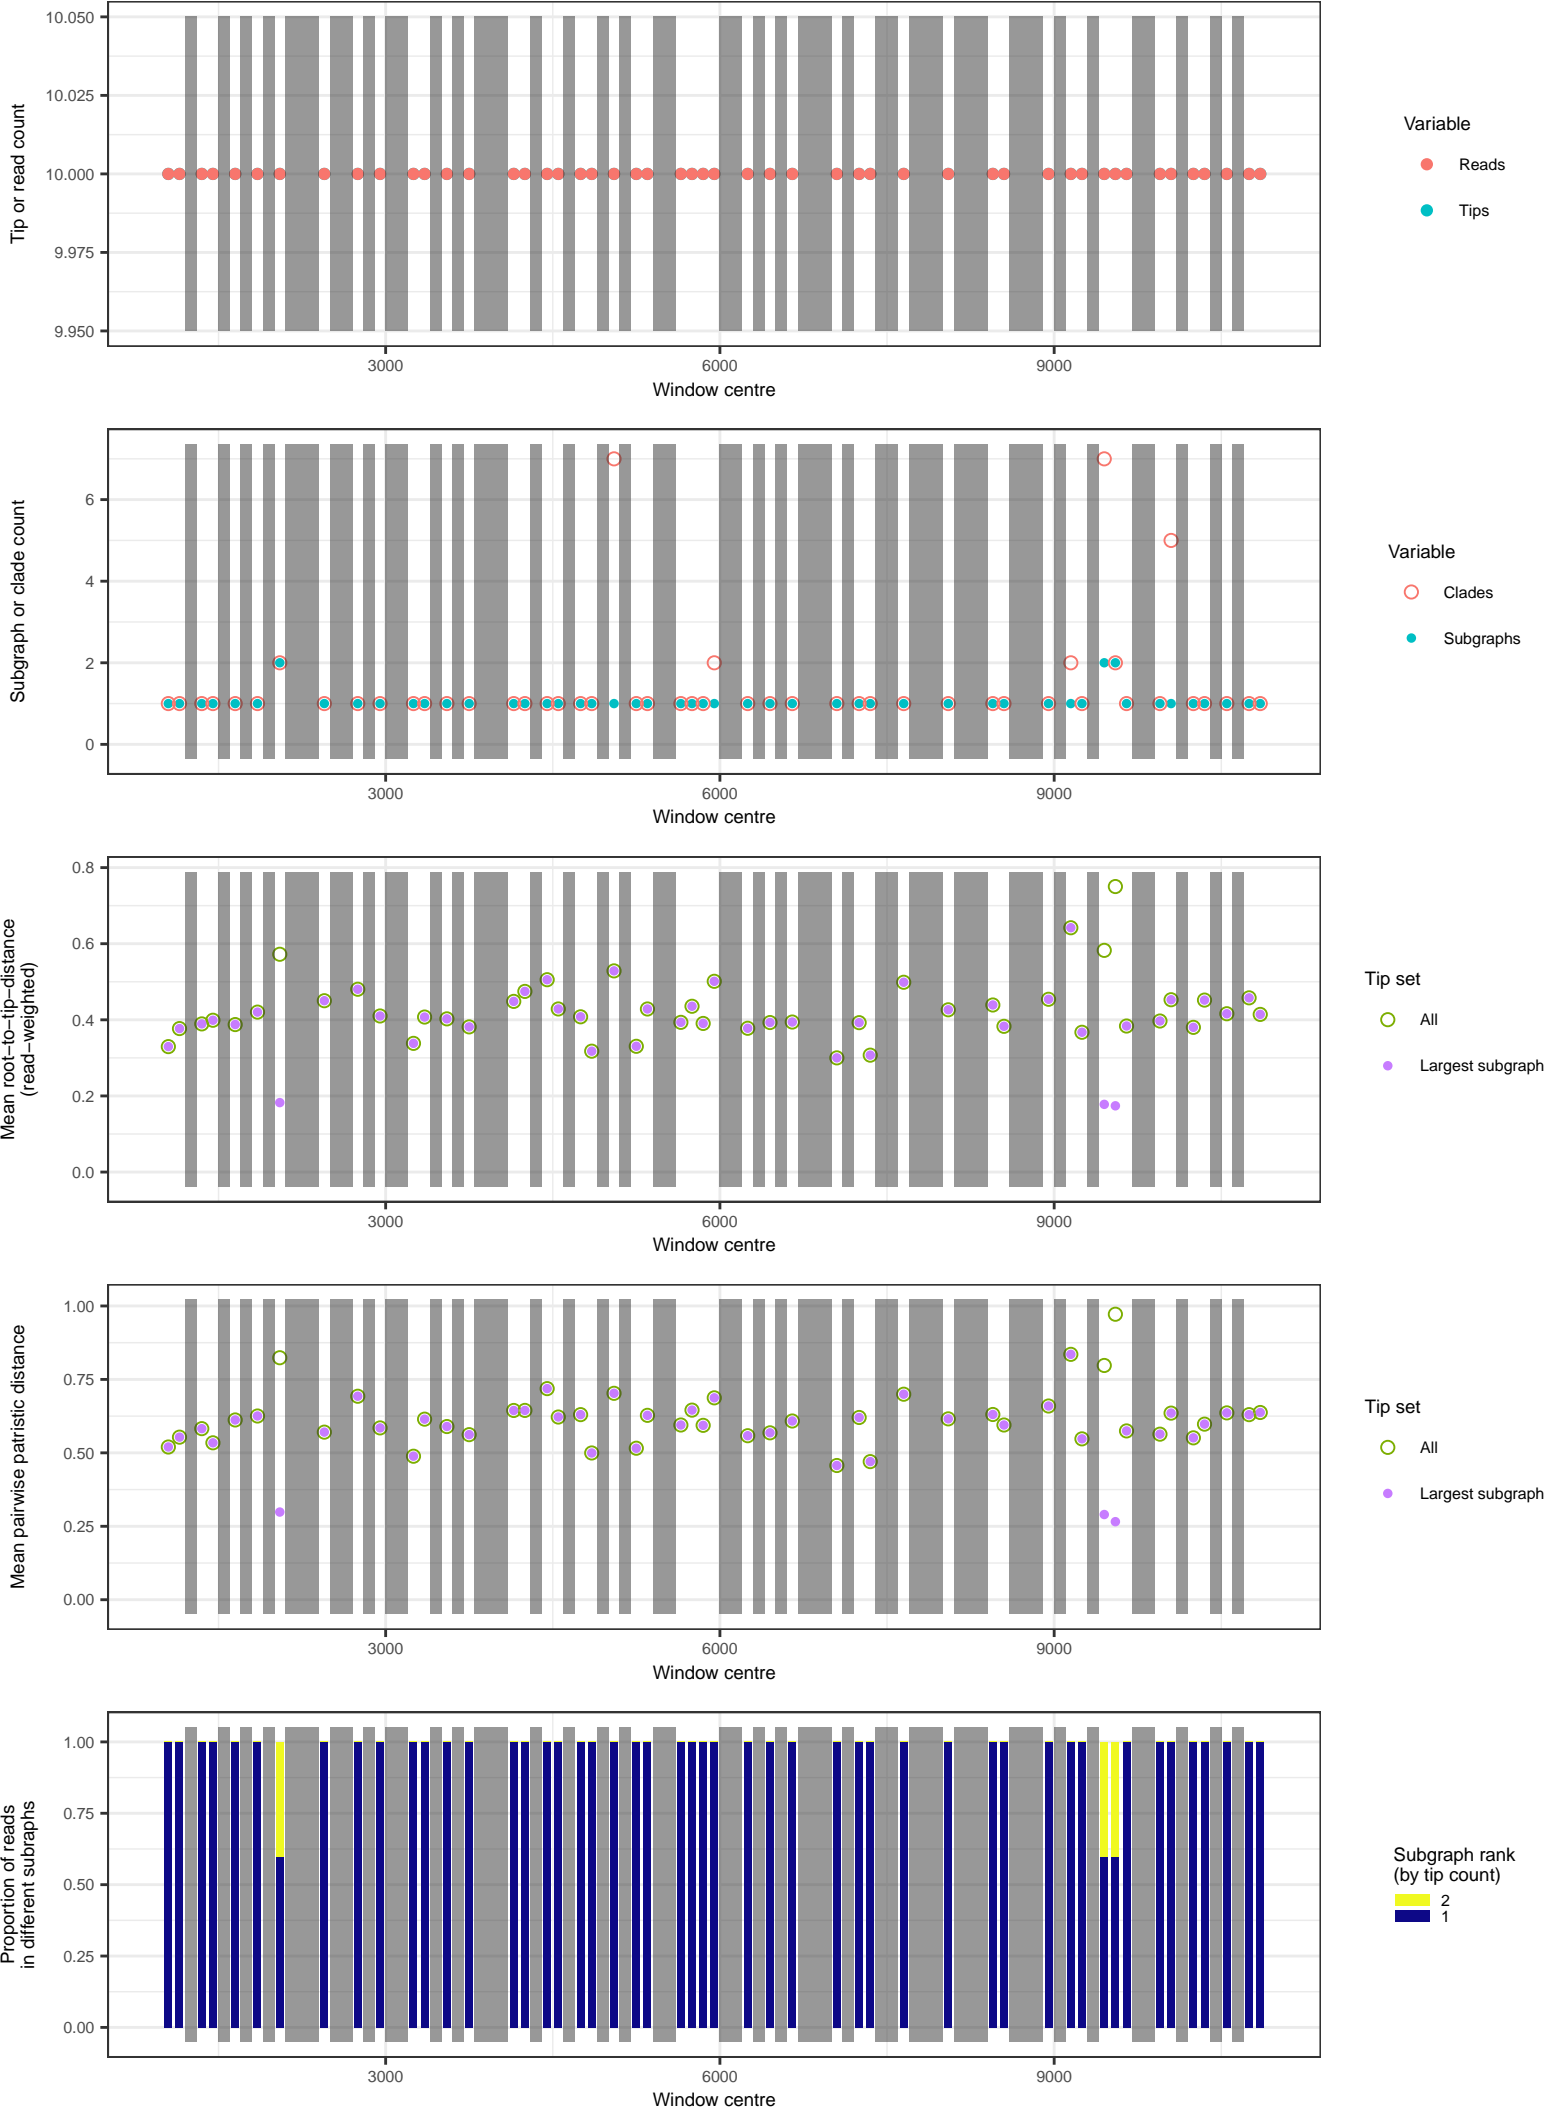 10.050
10.025
10.000
9.975
9.950
Tip or read count
3000
6000
9000
Window centre
Variable
Reads
Tips
6
4
2
0
Subgraph or clade count
3000
6000
9000
Window centre
Variable
Clades
Subgraphs
0.8
0.6
0.4
0.2
0.0
Mean root−to−tip−distance
(read−weighted)
3000
6000
9000
Window centre
Tip set
All
Largest subgraph
1.00
0.75
0.50
0.25
0.00
Mean pairwise patristic distance
3000
6000
9000
Window centre
Tip set
All
Largest subgraph
1.00
0.75
0.50
0.25
0.00
Proportion of reads
in different subraphs
3000
6000
9000
Window centre
Subgraph rank
(by tip count)
2
1